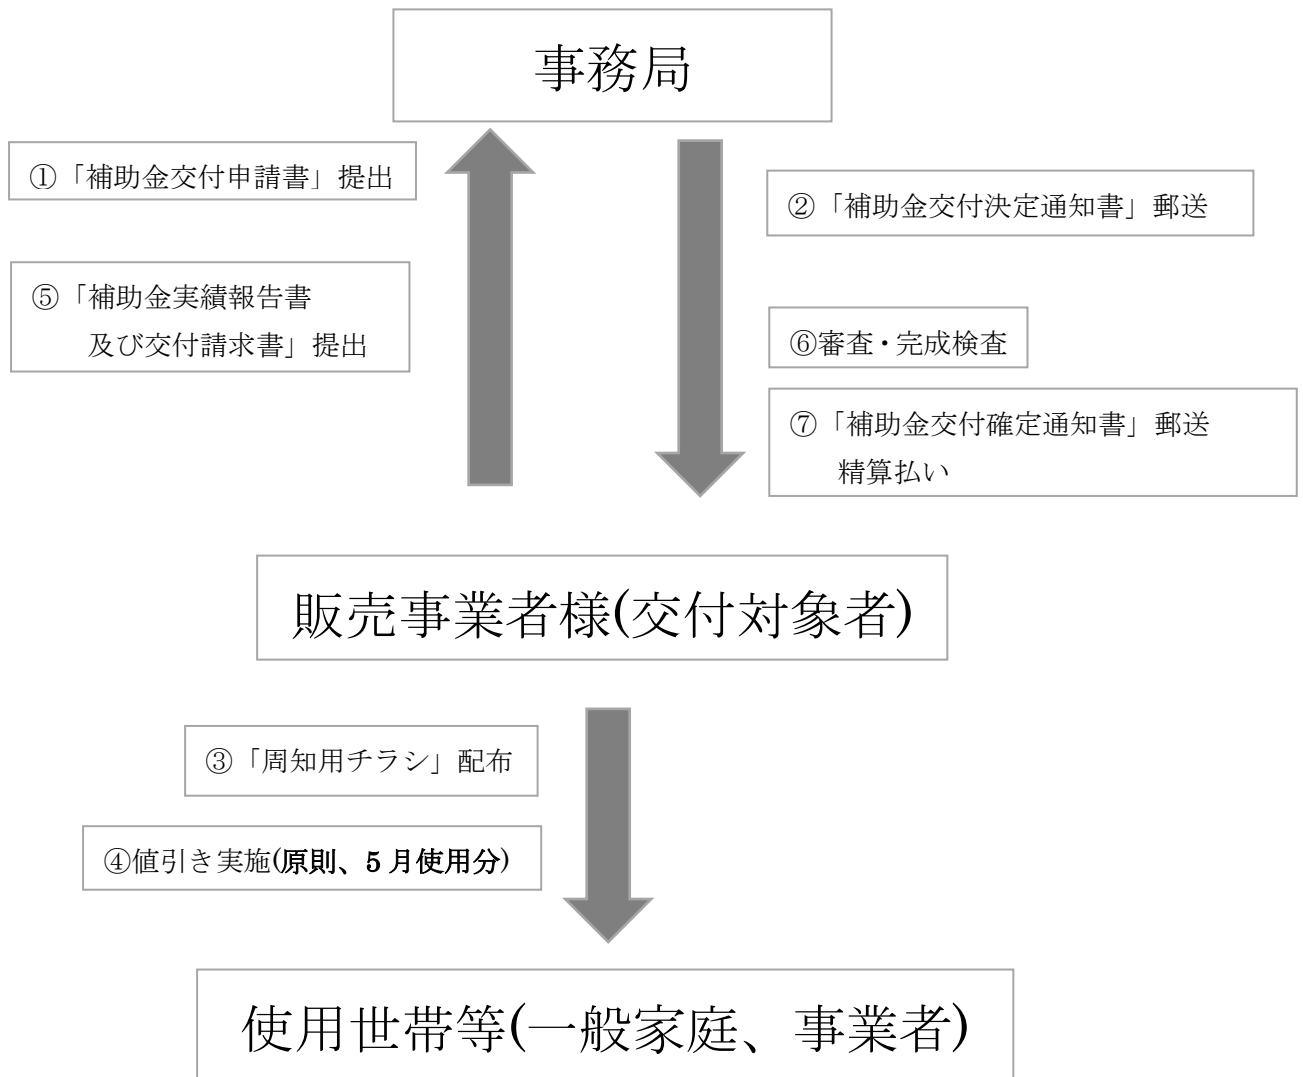 事務局
①「補助金交付申請書」提出
②「補助金交付決定通知書」郵送
⑤「補助金実績報告書
及び交付請求書」提出
⑥審査・完成検査
⑦「補助金交付確定通知書」郵送
精算払い
販売事業者様(交付対象者)
③「周知用チラシ」配布
④値引き実施(原則、5月使用分)
使用世帯等(一般家庭、事業者)